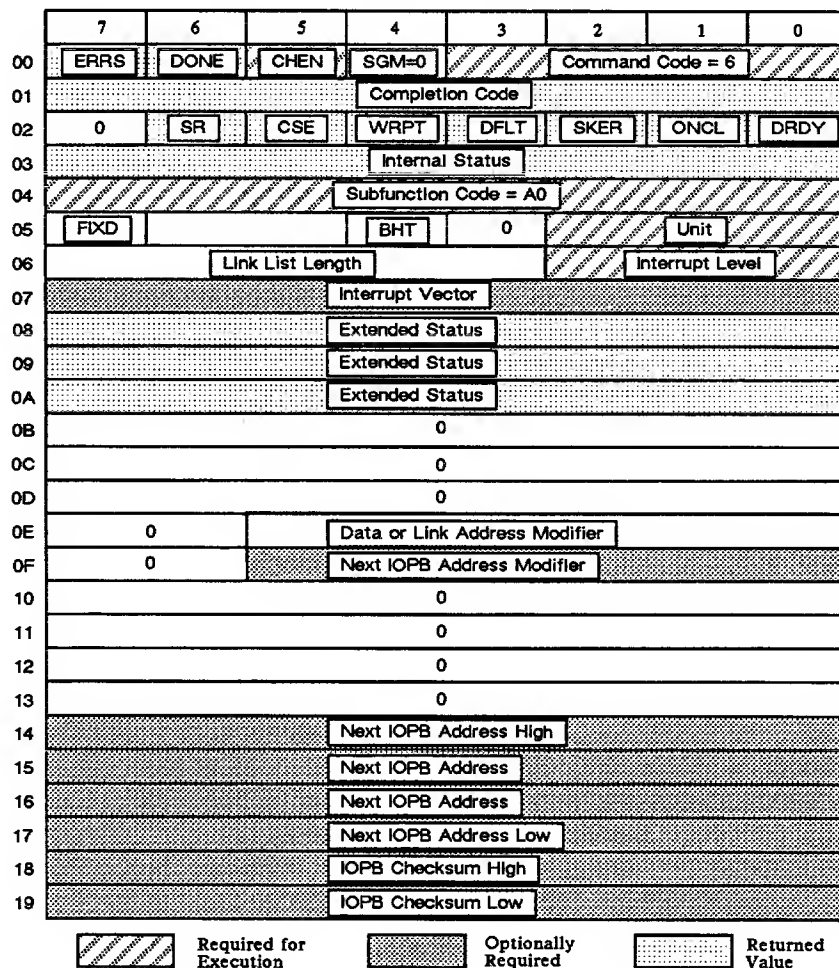 7 6 5 4 3 2 1 0
00 ERRS DONE CHEN SGM=0 Command Code = 6
01 Completion Code
02 0 SR CSE WRPT DFLT SKER ONCL DRDY
03 Internal Status
04 Subfunction Code = A0
05 FIXD BHT 0 Unit
06 Link List Length Interrupt Level
07 Interrupt Vector
08 Extended Status
09 Extended Status
0A Extended Status
0B 0
0C 0
0D 0
0E 0 Data or Link Address Modifier
0F 0 Next IOPB Address Modifier
10 0
11 0
12 0
13 0
14 Next IOPB Address High
15 Next IOPB Address
16 Next IOPB Address
17 Next IOPB Address Low
18 IOPB Checksum High
19 IOPB Checksum Low
Required for Execution Optionally Required Returned Value